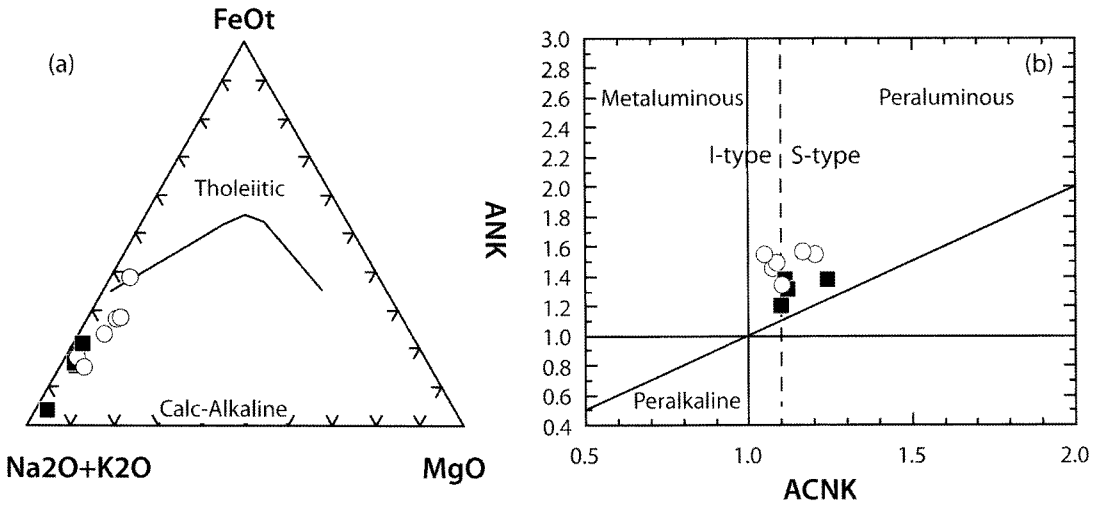 FeOt
(a)
Tholeiitic
Calc-Alkaline
Na2O+K2O
MgO
3.0
2.8
2.6
2.4
2.2
2.0
1.8
1.6
1.4
1.2
1.0
0.8
0.6
0.4
ANK
(b)
Metaluminous
Peraluminous
I-type
S-type
Peralkaline
0.5
1.0
1.5
2.0
ACNK